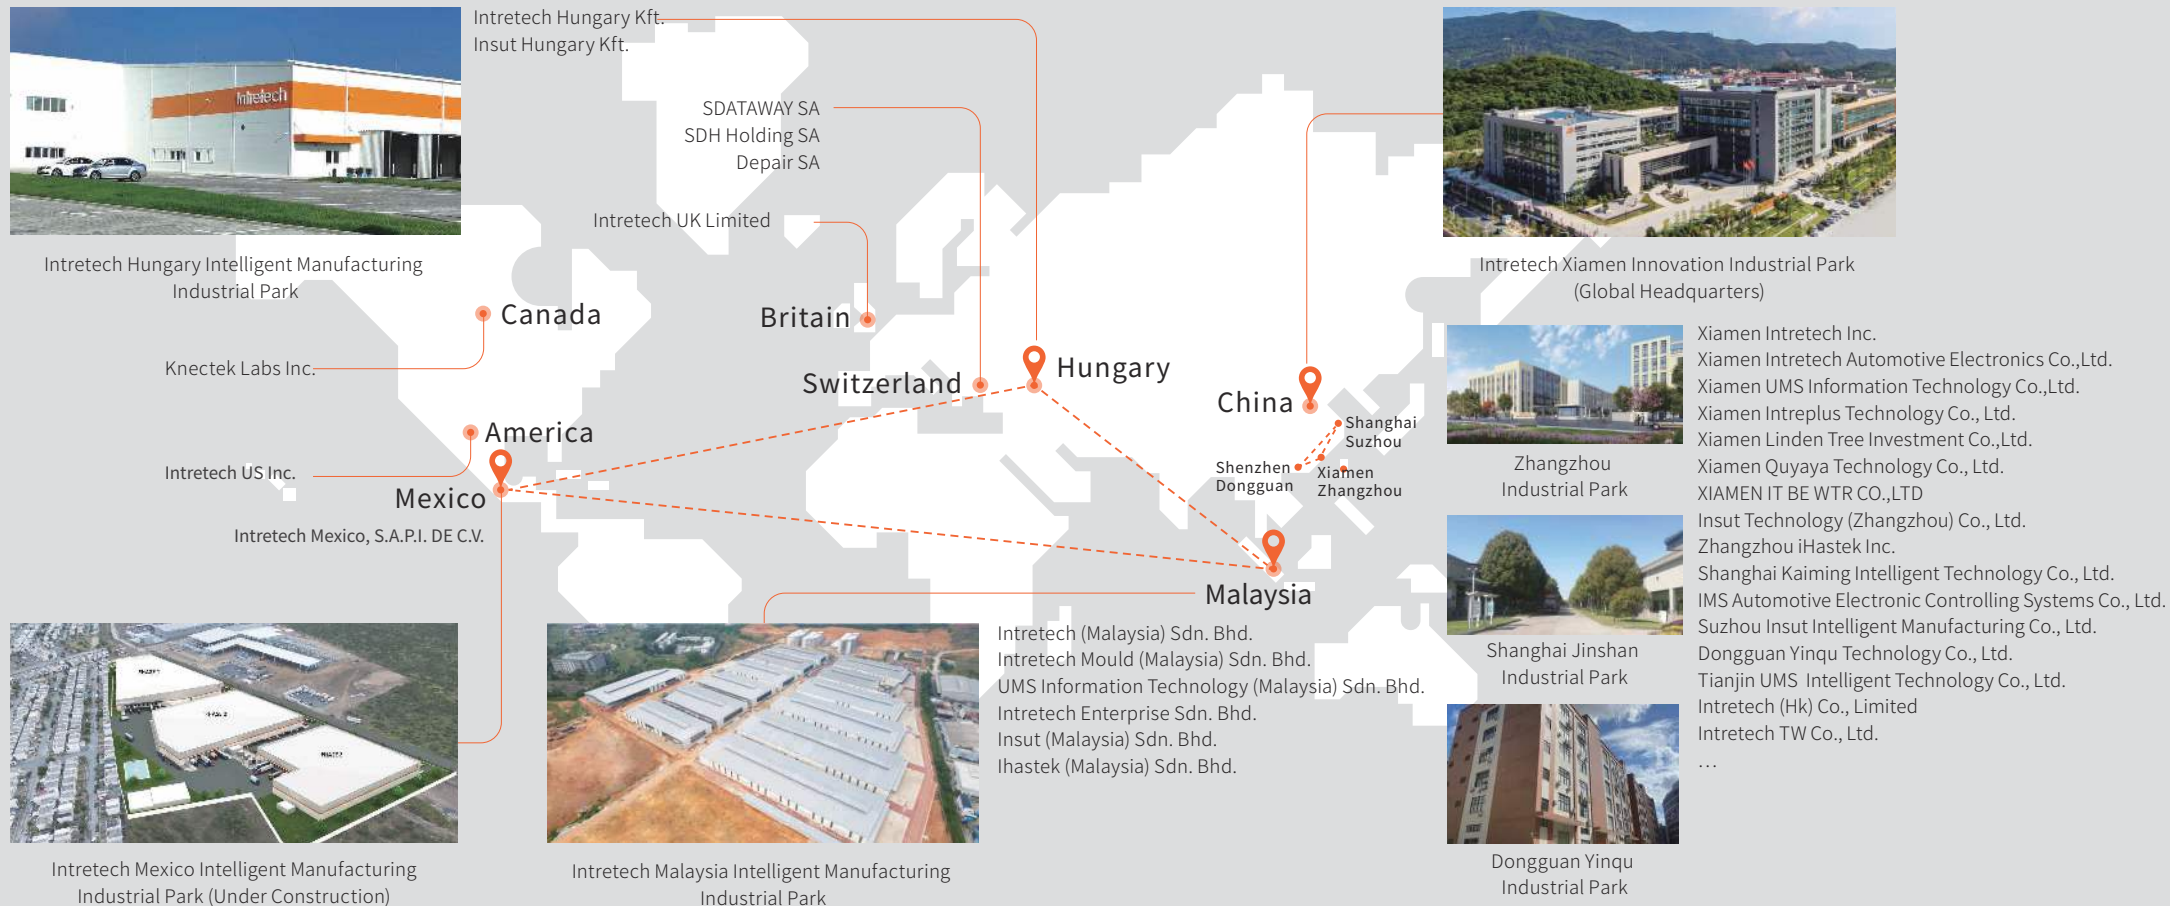 Intretech Hungary Kft.
Insut Hungary Kft.
Intretech
SDATAWAY SA
SDH Holding SA
Depair SA
Intretech UK Limited
Intretech Hungary Intelligent Manufacturing
Industrial Park
Intretech Xiamen Innovation Industrial Park
(Global Headquarters)
Canada
Britain
Knectek Labs Inc.
Switzerland
Hungary
China
America
Intretech US Inc.
Mexico
Intretech Mexico, S.A.P.I. DE C.V.
Shanghai
Suzhou
Shenzhen
Dongguan
Xiamen
Zhangzhou
Malaysia
Xiamen Intretech Inc.
Xiamen Intretech Automotive Electronics Co.,Ltd.
Xiamen UMS Information Technology Co.,Ltd.
Xiamen Intreplus Technology Co., Ltd.
Xiamen Linden Tree Investment Co.,Ltd.
Xiamen Quyaya Technology Co., Ltd.
XIAMEN IT BE WTR CO.,LTD
Insut Technology (Zhangzhou) Co., Ltd.
Zhangzhou iHastek Inc.
Shanghai Kaiming Intelligent Technology Co., Ltd.
IMS Automotive Electronic Controlling Systems Co., Ltd.
Suzhou Insut Intelligent Manufacturing Co., Ltd.
Dongguan Yinqu Technology Co., Ltd.
Tianjin UMS  Intelligent Technology Co., Ltd.
Intretech (Hk) Co., Limited
Intretech TW Co., Ltd.
…
Zhangzhou
Industrial Park
Shanghai Jinshan
Industrial Park
Dongguan Yinqu
Industrial Park
Intretech (Malaysia) Sdn. Bhd.
Intretech Mould (Malaysia) Sdn. Bhd.
UMS Information Technology (Malaysia) Sdn. Bhd.
Intretech Enterprise Sdn. Bhd.
Insut (Malaysia) Sdn. Bhd.
Ihastek (Malaysia) Sdn. Bhd.
Intretech Mexico Intelligent Manufacturing
Industrial Park (Under Construction)
Intretech Malaysia Intelligent Manufacturing
Industrial Park